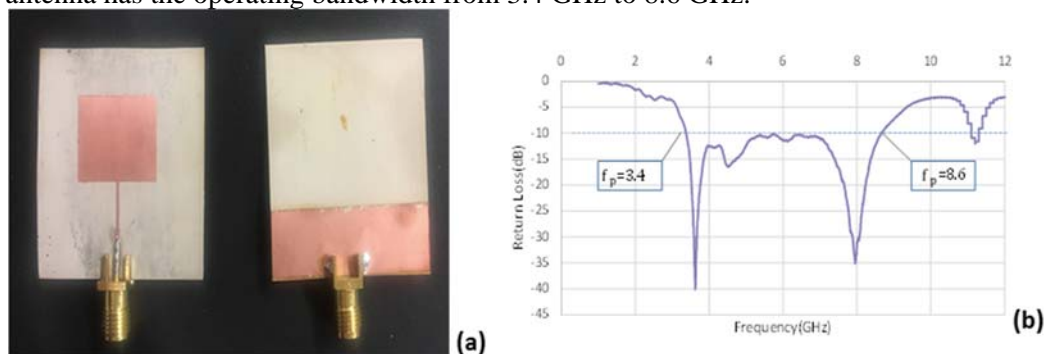 antenna has the operating bandwidth from 3.4 GHz to 8.6 GHz.
0 2 4 6 8 10 12
0
-5
-10
-15
-20
-25
-30
-35
-40
-45
Return Loss(dB)
fp=3.4
fp=8.6
Frequency(GHz)
(a)
(b)